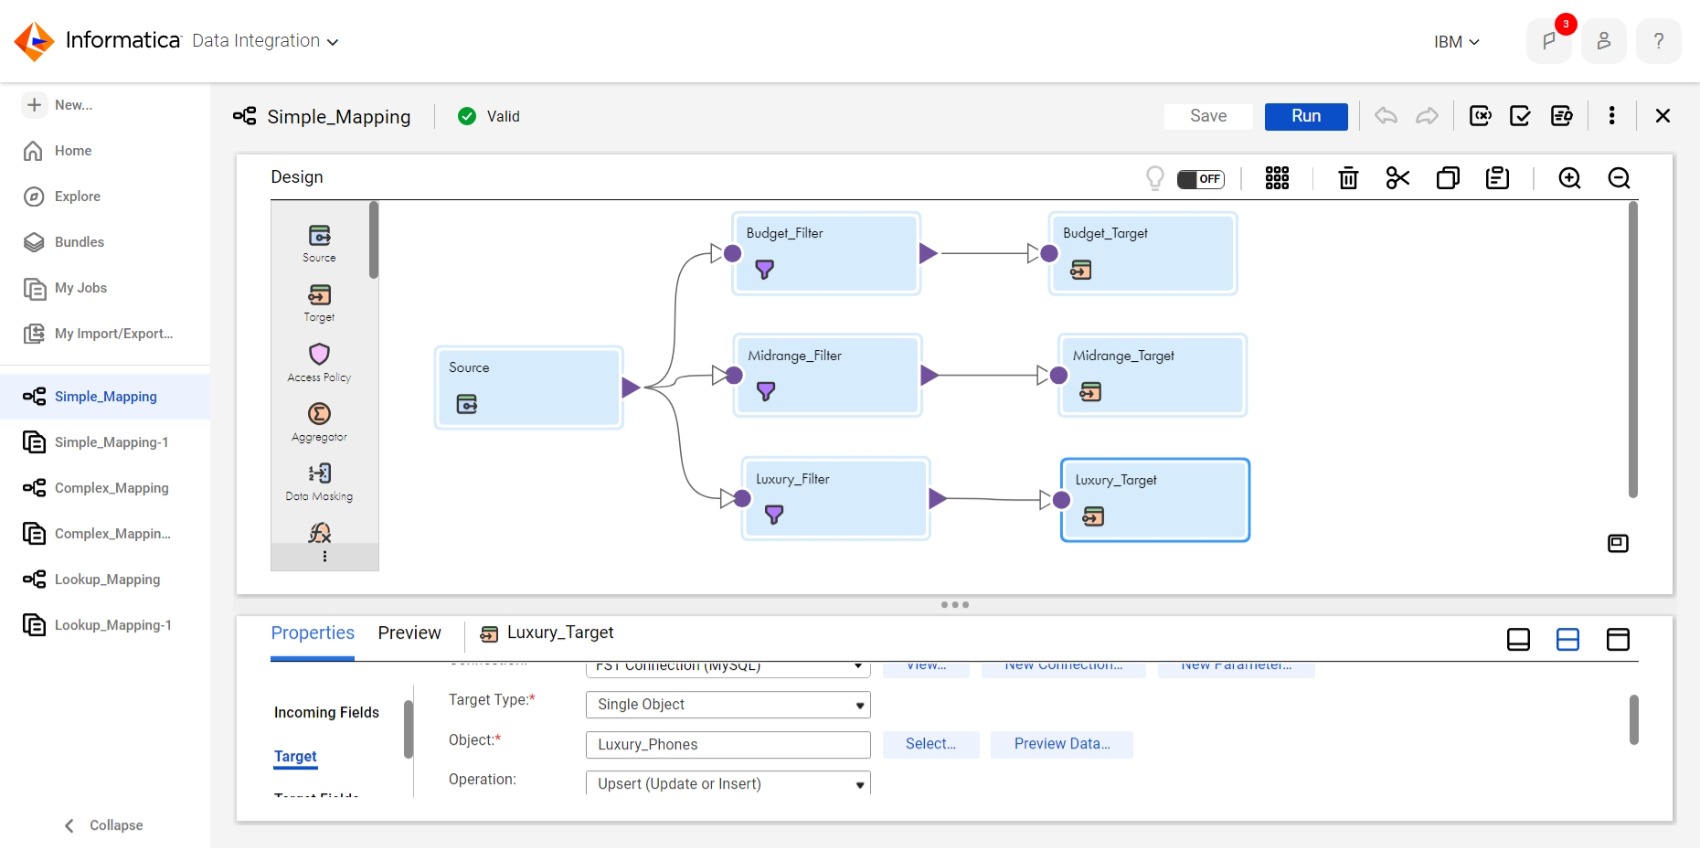 Informatica Data Integration
IBM
3
?
New...
Home
Explore
Bundles
My Jobs
My Import/Export...
Simple_Mapping
Simple_Mapping-1
Complex_Mapping
Complex_Mappin...
Lookup_Mapping
Lookup_Mapping-1
Collapse
Simple_Mapping
Valid
Save
Run
Design
OFF
Source
Target
Access Policy
Aggregator
Data Masking
Source
Budget_Filter
Budget_Target
Midrange_Filter
Midrange_Target
Luxury_Filter
Luxury_Target
Properties
Preview
Luxury_Target
Incoming Fields
Target
Target Fields
Connection:
FST Connection (MySQL)
View...
New Connection...
New Parameter...
Target Type:*
Single Object
Object:*
Luxury_Phones
Select...
Preview Data...
Operation:
Upsert (Update or Insert)